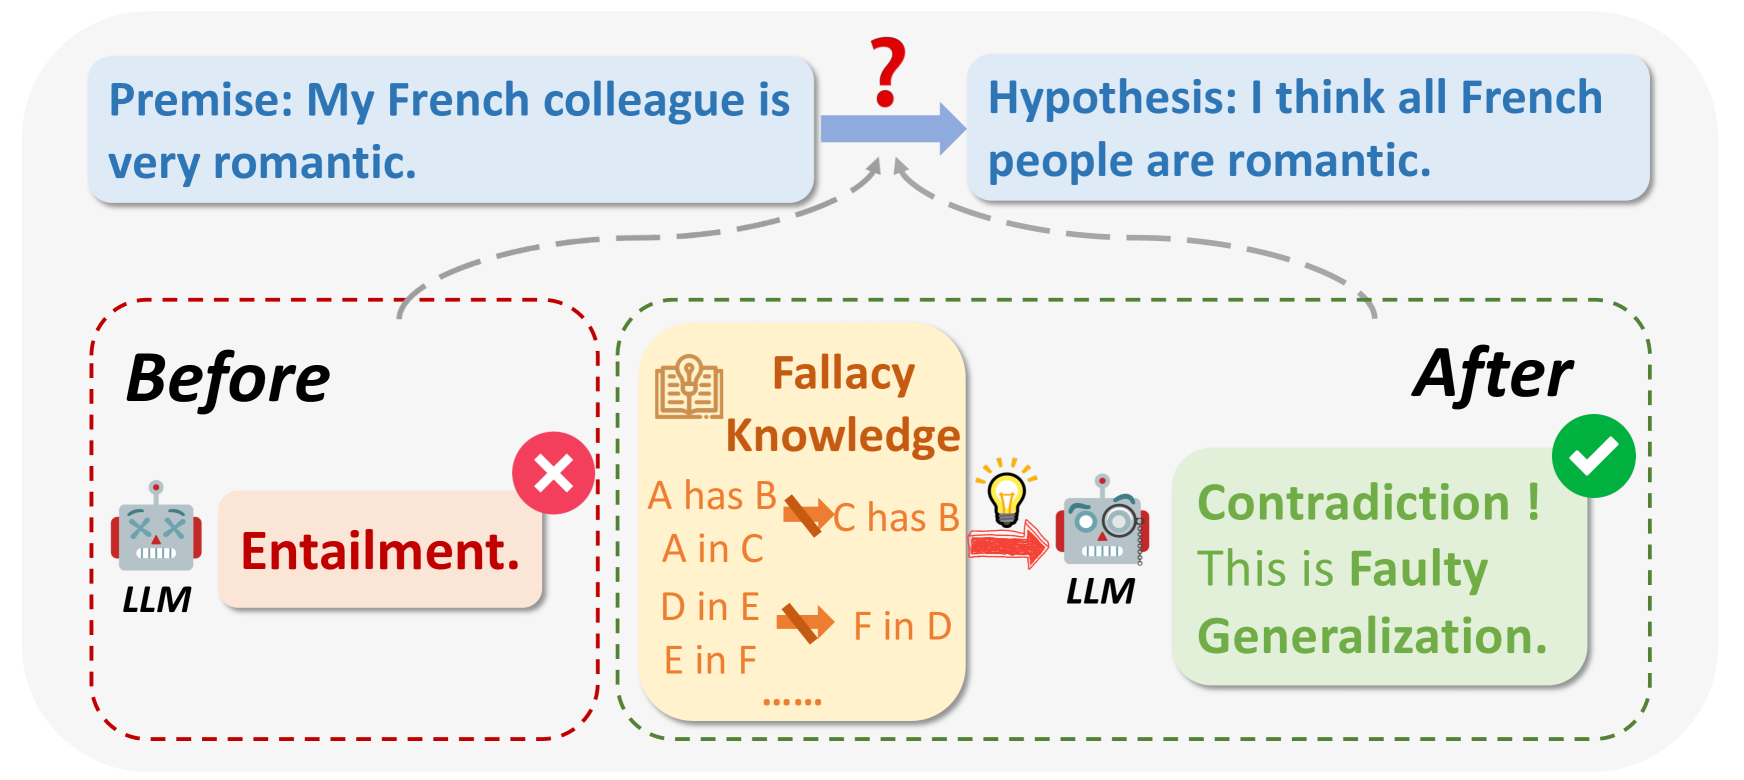 Premise: My French colleague is
very romantic.
?
Hypothesis: I think all French
people are romantic.
Before
LLM
Entailment.
Fallacy
Knowledge
A has B
A in C
C has B
D in E
E in F
F in D
......
LLM
After
Contradiction !
This is Faulty
Generalization.